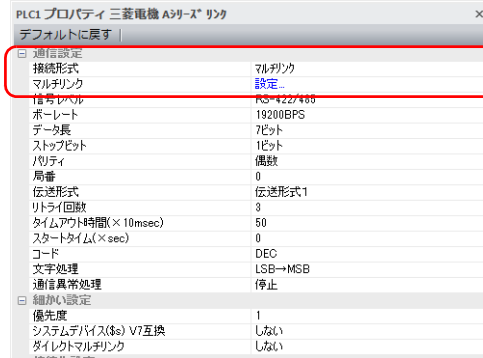 PLC1 プロパティ 三菱電機 Aｼﾘｰｽﾞ ﾘﾝｸ
デフォルトに戻す
通信設定
接続形式 ﾏﾙﾁﾘﾝｸ
マルチリンク 設定...
信号レベル RS-422/485
ボーレート 19200BPS
データ長 7ビット
ストップビット 1ビット
パリティ 偶数
局番 0
伝送形式 伝送形式1
リトライ回数 3
タイムアウト時間(×10msec) 50
スタートタイム(×sec) 0
コード DEC
文字処理 LSB→MSB
通信異常処理 停止
細かい設定
優先度 1
システムデバイス($s) V7互換 しない
ダイレクトマルチリンク しない